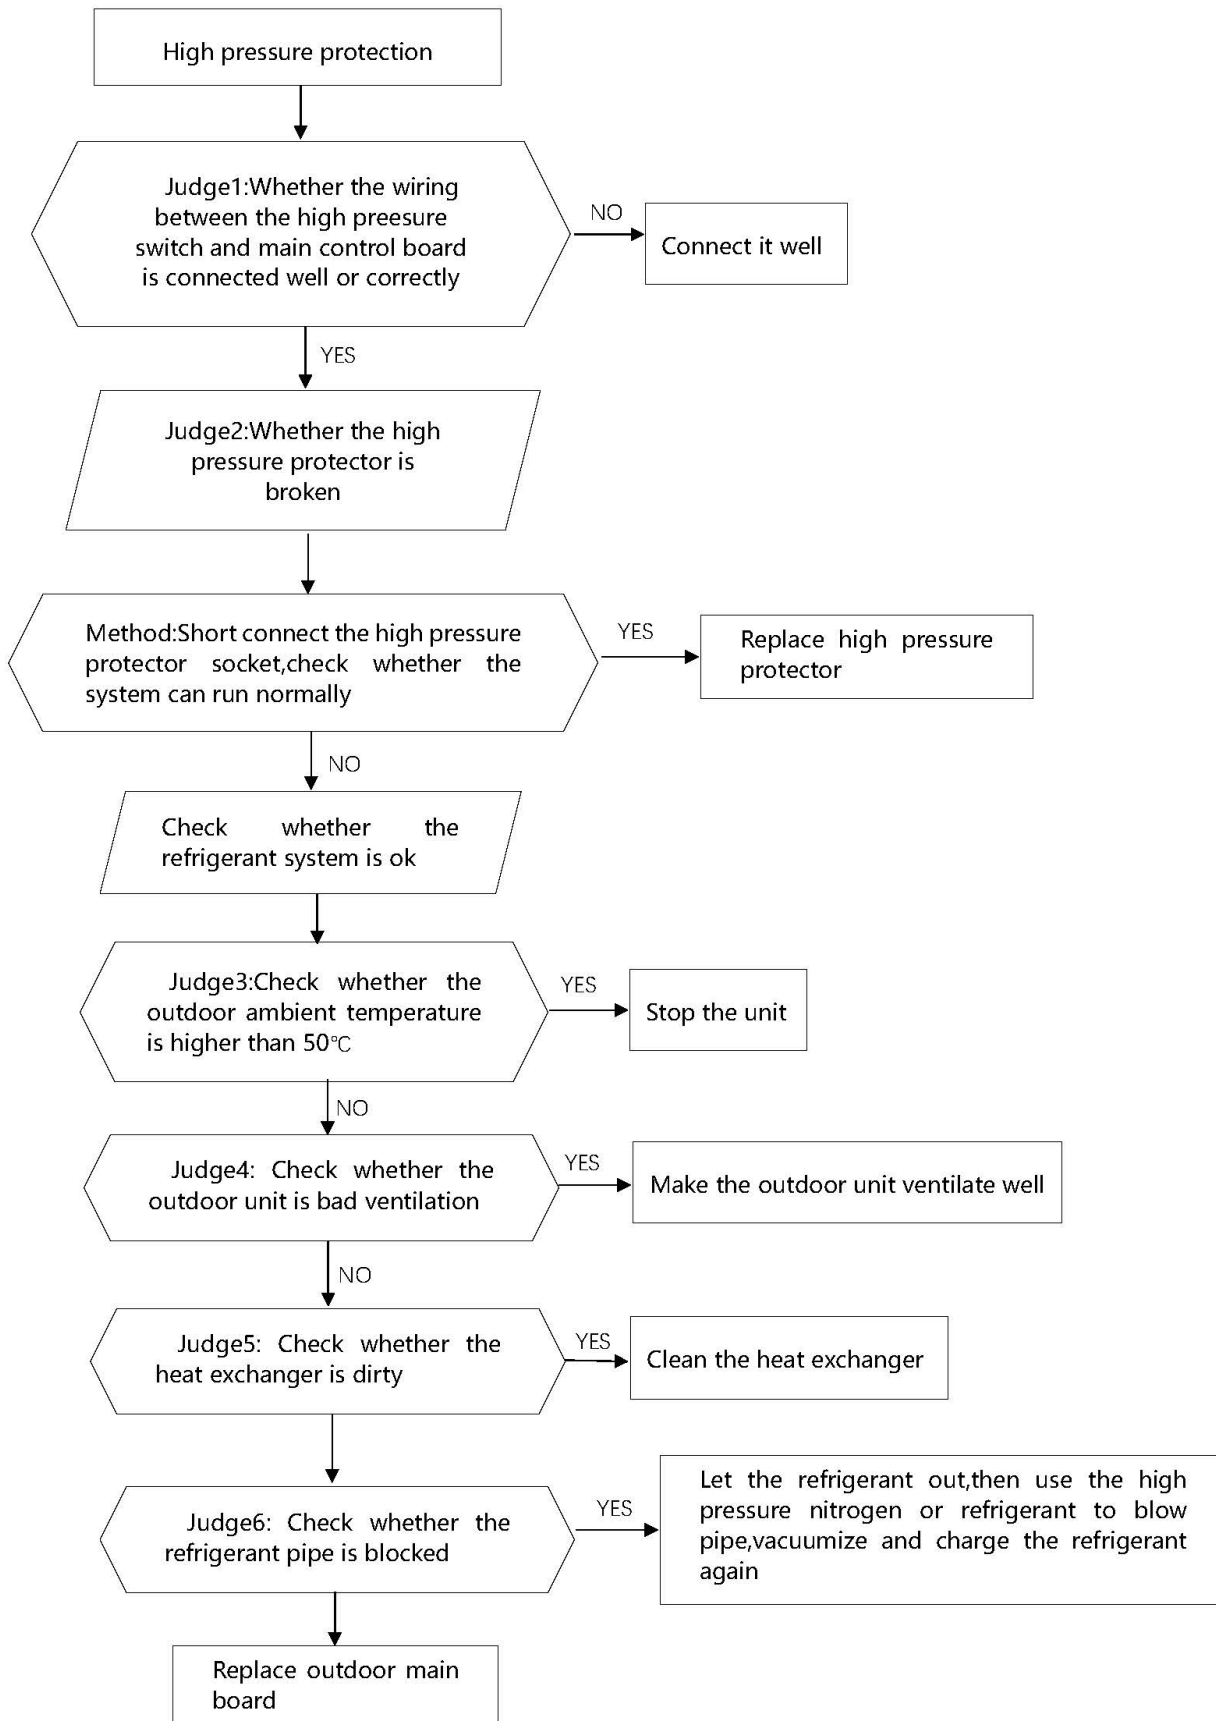 High pressure protection
Judge1:Whether the wiring
between the high preesure
switch and main control board
is connected well or correctly
NO
Connect it well
YES
Judge2:Whether the high
pressure protector is
broken
Method:Short connect the high pressure
protector socket,check whether the
system can run normally
YES
Replace high pressure
protector
NO
Check whether the
refrigerant system is ok
Judge3:Check whether the
outdoor ambient temperature
is higher than 50℃
YES
Stop the unit
NO
Judge4: Check whether the
outdoor unit is bad ventilation
YES
Make the outdoor unit ventilate well
NO
Judge5: Check whether the
heat exchanger is dirty
YES
Clean the heat exchanger
Judge6: Check whether the
refrigerant pipe is blocked
YES
Let the refrigerant out,then use the high
pressure nitrogen or refrigerant to blow
pipe,vacuumize and charge the refrigerant
again
Replace outdoor main
board